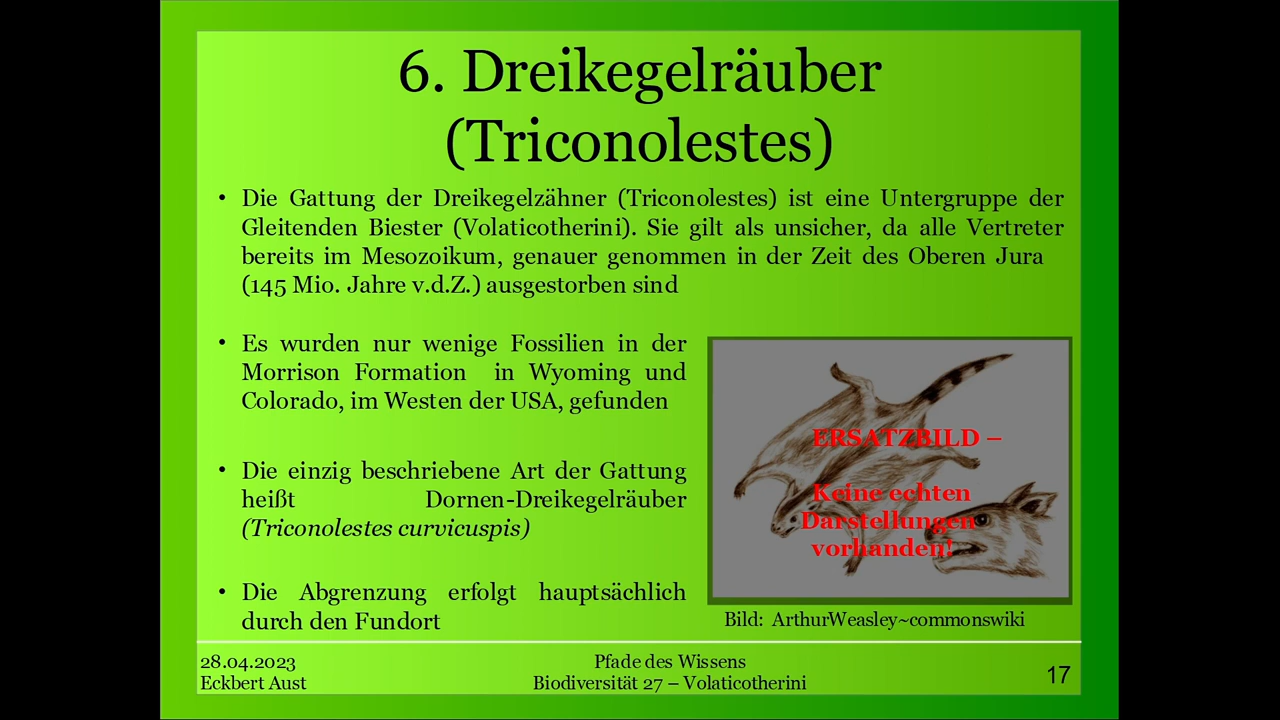 6. Dreikegelräuber
(Triconolestes)
• Die Gattung der Dreikegelzähner (Triconolestes) ist eine Untergruppe der
Gleitenden Biester (Volaticotherini). Sie gilt als unsicher, da alle Vertreter
bereits im Mesozoikum, genauer genommen in der Zeit des Oberen Jura
(145 Mio. Jahre v.d.Z.) ausgestorben sind
• Es wurden nur wenige Fossilien in der
Morrison Formation in Wyoming und
Colorado, im Westen der USA, gefunden
• Die einzig beschriebene Art der Gattung
heißt Dornen-Dreikegelräuber
(Triconolestes curvicuspis)
• Die Abgrenzung erfolgt hauptsächlich
durch den Fundort
ERSATZBILD –
Keine echten
Darstellungen
vorhanden!
Bild: ArthurWeasley~commonswiki
28.04.2023
Eckbert Aust
Pfade des Wissens
Biodiversität 27 – Volaticotherini
17